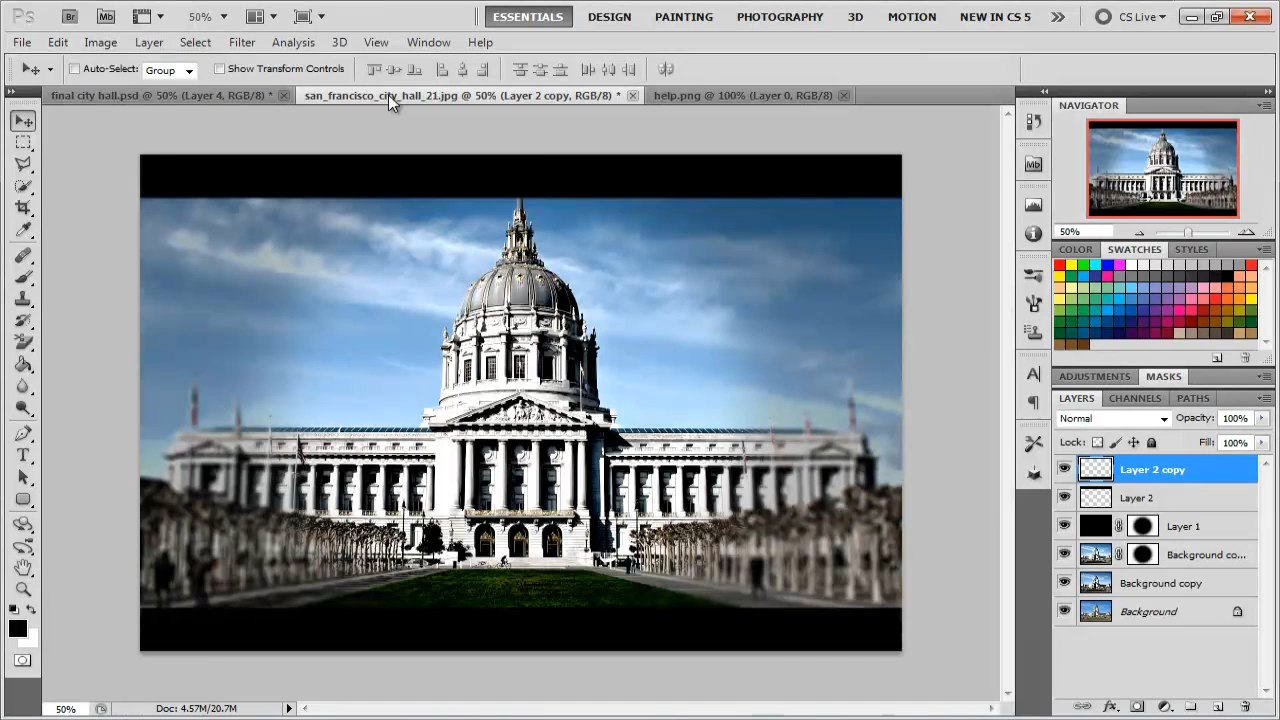 Ps Br Mb 50% ESSENTIALS DESIGN PAINTING PHOTOGRAPHY 3D MOTION NEW IN CS 5 CS Live
File Edit Image Layer Select Filter Analysis 3D View Window Help
Auto-Select: Group Show Transform Controls
final city hall.psd @ 50% (Layer 4, RGB/8) * san_francisco_city_hall_21.jpg @ 50% (Layer 2 copy, RGB/8) * help.png @ 100% (Layer 0, RGB/8)
NAVIGATOR
Mb
50%
COLOR SWATCHES STYLES
ADJUSTMENTS MASKS
LAYERS CHANNELS PATHS
Normal Opacity: 100%
Lock: Fill: 100%
Layer 2 copy
Layer 2
Layer 1
Background co...
Background copy
Background
50% Doc: 4.57M/20.7M